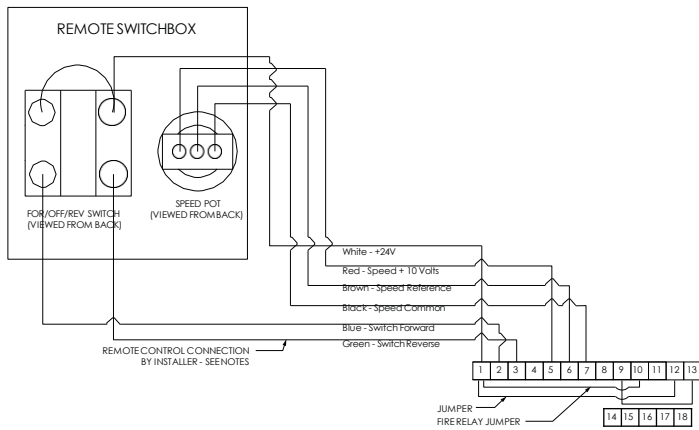 REMOTE SWITCHBOX
SPEED POT
(VIEWED FROM BACK)
FOR/OFF/REV SWITCH
(VIEWED FROM BACK)
White - +24V
Red - Speed + 10 Volts
Brown - Speed Reference
Black - Speed Common
Blue - Switch Forward
Green - Switch Reverse
REMOTE CONTROL CONNECTION
BY INSTALLER - SEE NOTES
1 2 3 4 5 6 7 8 9 10 11 12 13
JUMPER
FIRE RELAY JUMPER
14 15 16 17 18